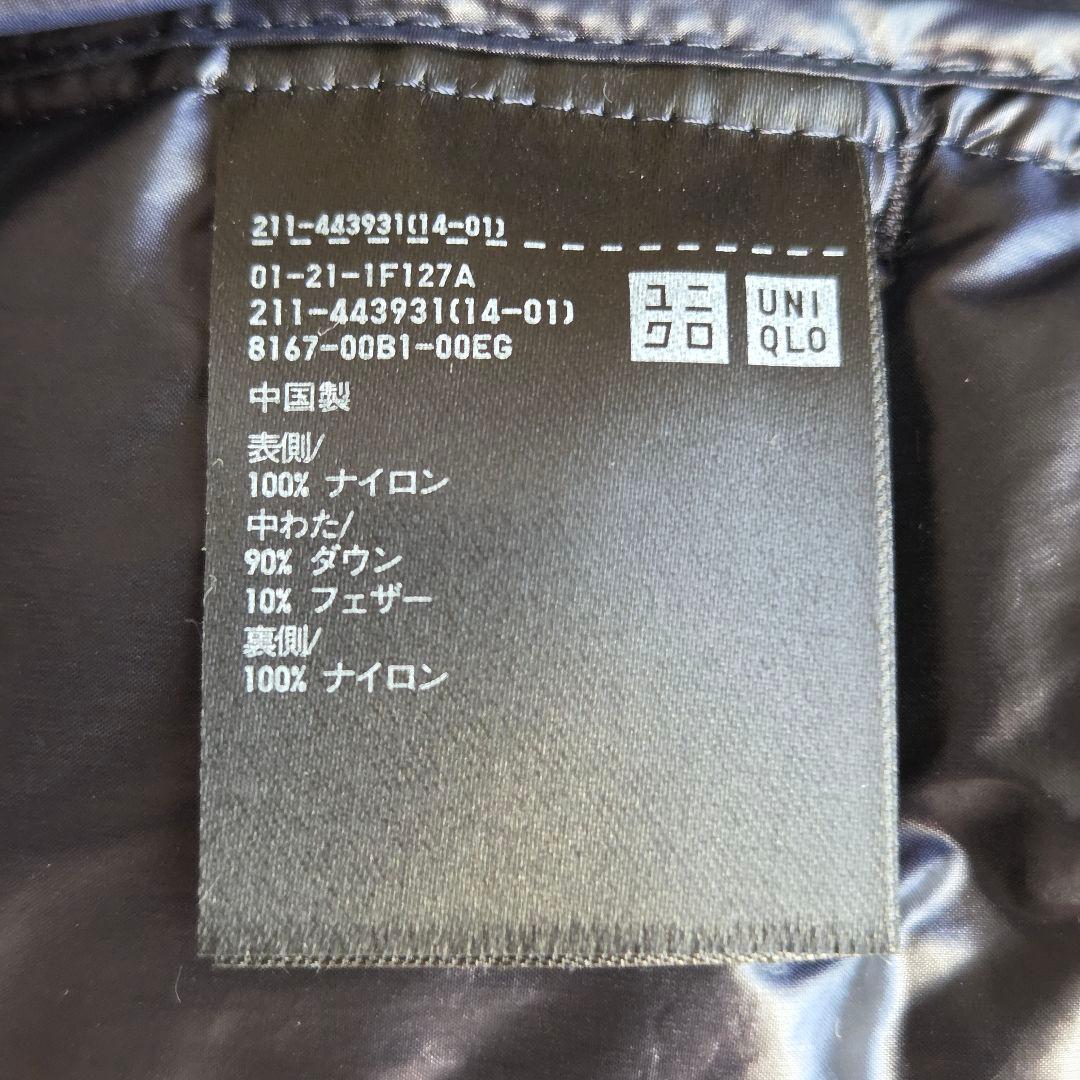 211-443931(14-01)
01-21-1F127A
211-443931(14-01)
8167-00B1-00EG
ユニ
クロ
UNI
QLO
中国製
表側/
100% ナイロン
中わた/
90% ダウン
10% フェザー
裏側/
100% ナイロン